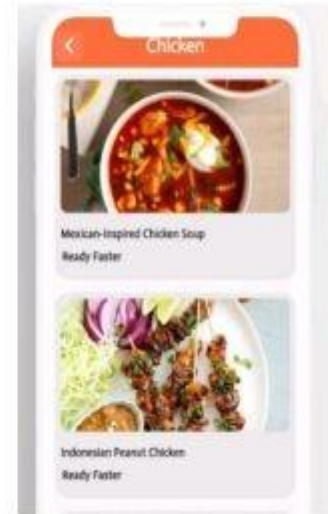 Chicken
Mexican-Inspired Chicken Soup
Ready Faster
Indonesian Peanut Chicken
Ready Faster